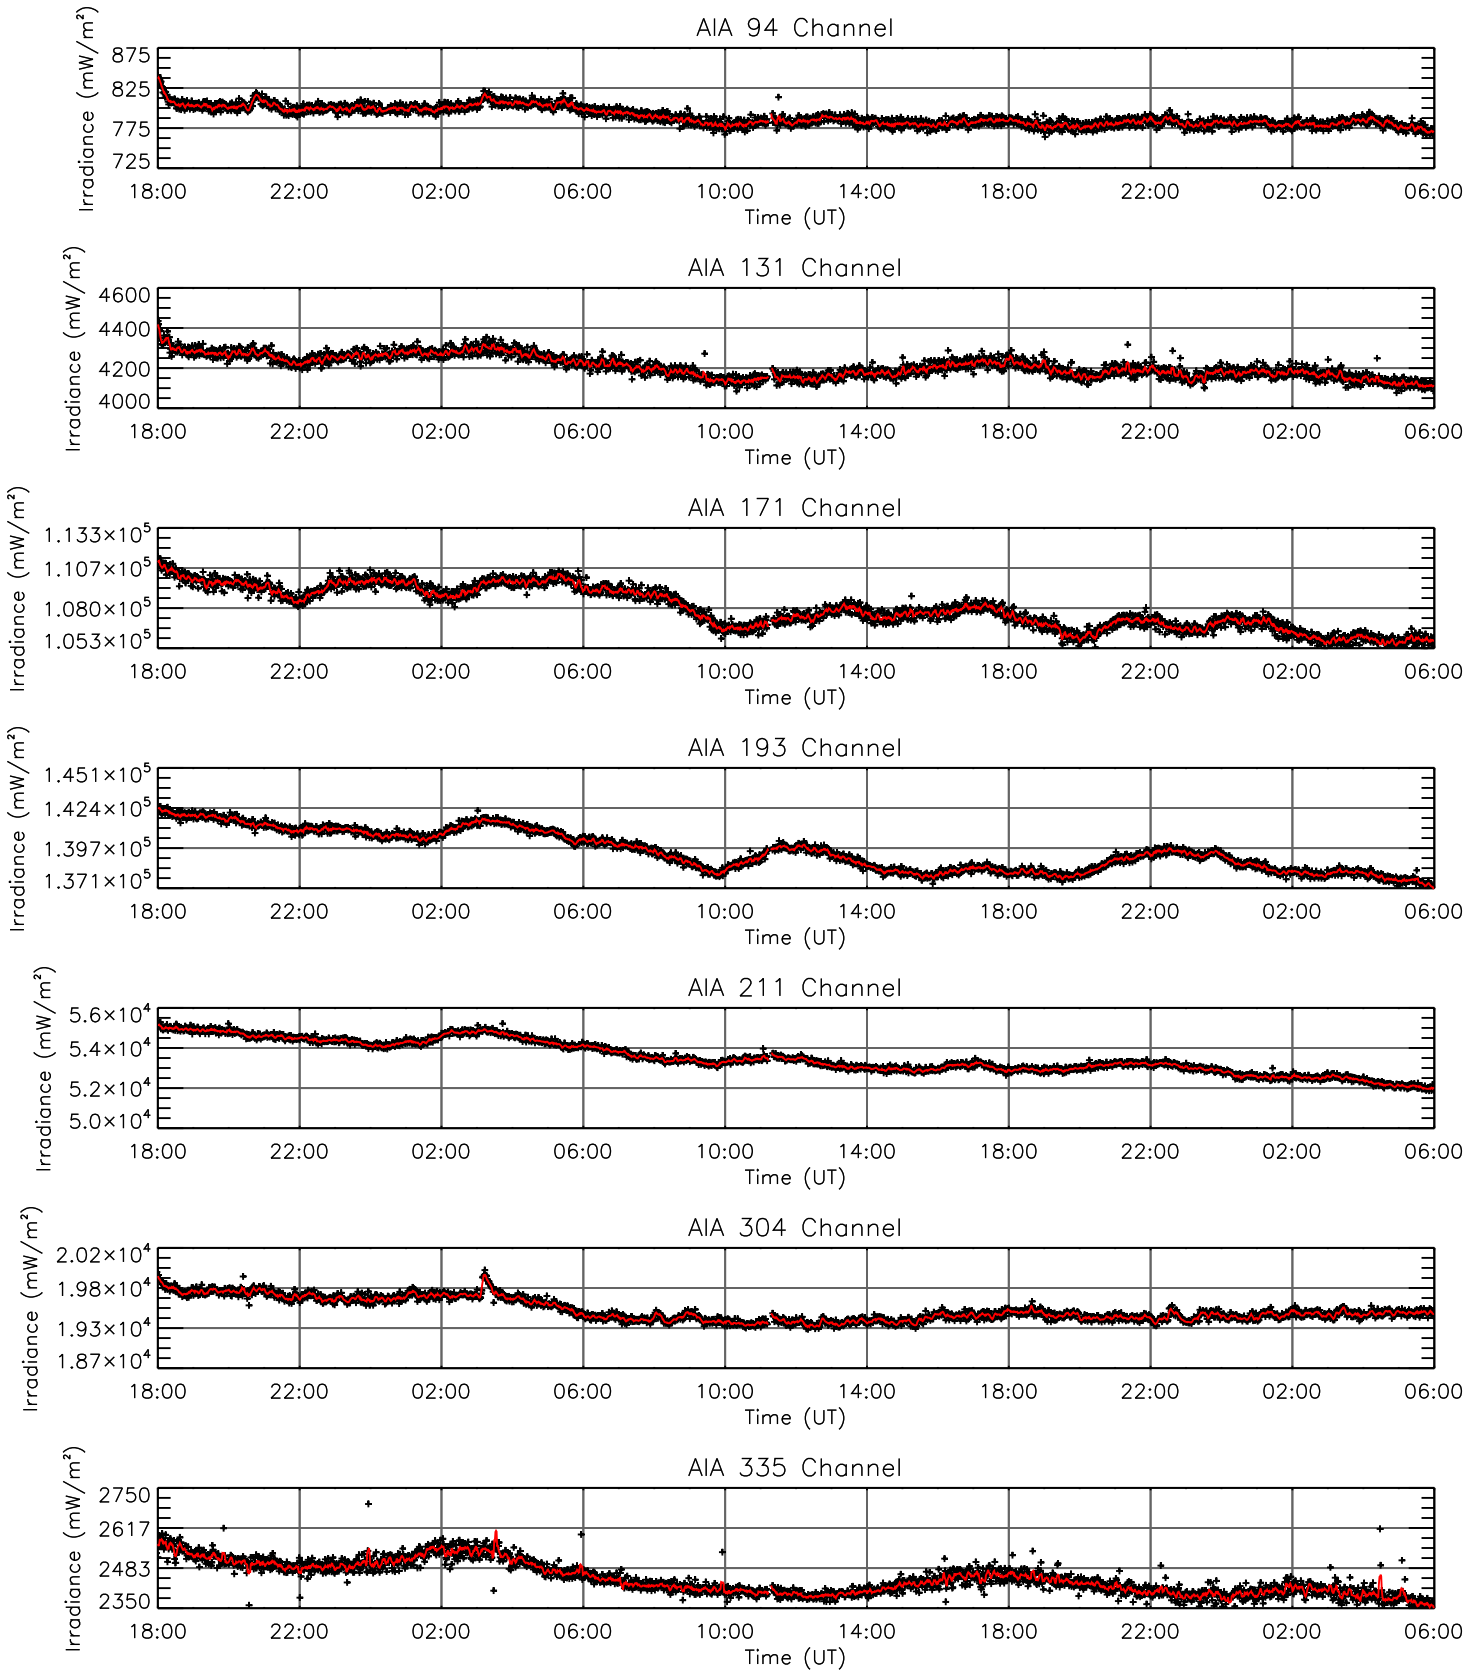 AIA 94 Channel
Irradiance (mW/m²)
875
825
775
725
18:00 22:00 02:00 06:00 10:00 14:00 18:00 22:00 02:00 06:00
Time (UT)
AIA 131 Channel
Irradiance (mW/m²)
4600
4400
4200
4000
18:00 22:00 02:00 06:00 10:00 14:00 18:00 22:00 02:00 06:00
Time (UT)
AIA 171 Channel
Irradiance (mW/m²)
1.133×10⁵
1.107×10⁵
1.080×10⁵
1.053×10⁵
18:00 22:00 02:00 06:00 10:00 14:00 18:00 22:00 02:00 06:00
Time (UT)
AIA 193 Channel
Irradiance (mW/m²)
1.451×10⁵
1.424×10⁵
1.397×10⁵
1.371×10⁵
18:00 22:00 02:00 06:00 10:00 14:00 18:00 22:00 02:00 06:00
Time (UT)
AIA 211 Channel
Irradiance (mW/m²)
5.6×10⁴
5.4×10⁴
5.2×10⁴
5.0×10⁴
18:00 22:00 02:00 06:00 10:00 14:00 18:00 22:00 02:00 06:00
Time (UT)
AIA 304 Channel
Irradiance (mW/m²)
2.02×10⁴
1.98×10⁴
1.93×10⁴
1.87×10⁴
18:00 22:00 02:00 06:00 10:00 14:00 18:00 22:00 02:00 06:00
Time (UT)
AIA 335 Channel
Irradiance (mW/m²)
2750
2617
2483
2350
18:00 22:00 02:00 06:00 10:00 14:00 18:00 22:00 02:00 06:00
Time (UT)